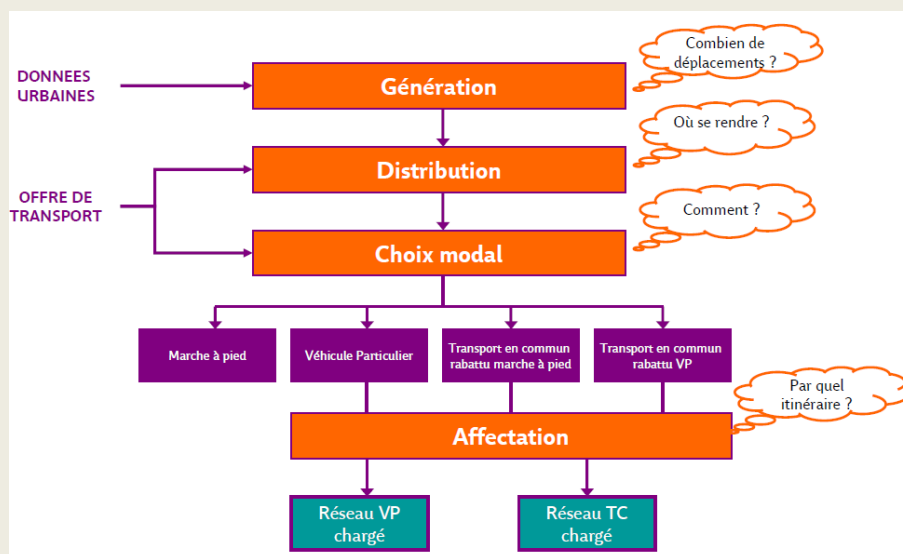 Combien de
déplacements ?
DONNEES
URBAINES
Génération
Où se rendre ?
Distribution
OFFRE DE
TRANSPORT
Comment ?
Choix modal
Marche à pied
Véhicule Particulier
Transport en commun
rabattu marche à pied
Transport en commun
rabattu VP
Par quel
itinéraire ?
Affectation
Réseau VP
chargé
Réseau TC
chargé